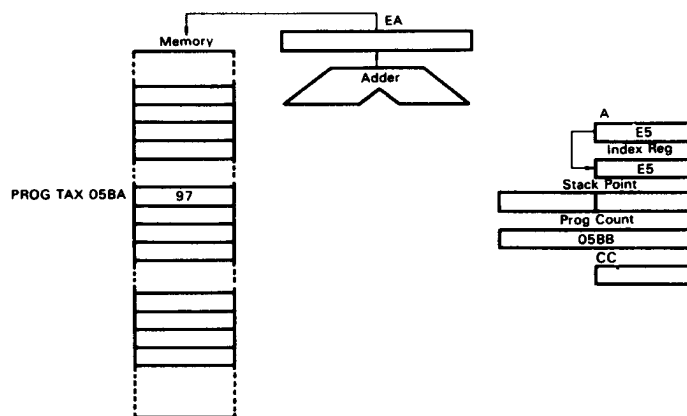 EA
Memory
Adder
A
E5
Index Reg
E5
Stack Point
PROG TAX 05BA 97
Prog Count
05BB
CC